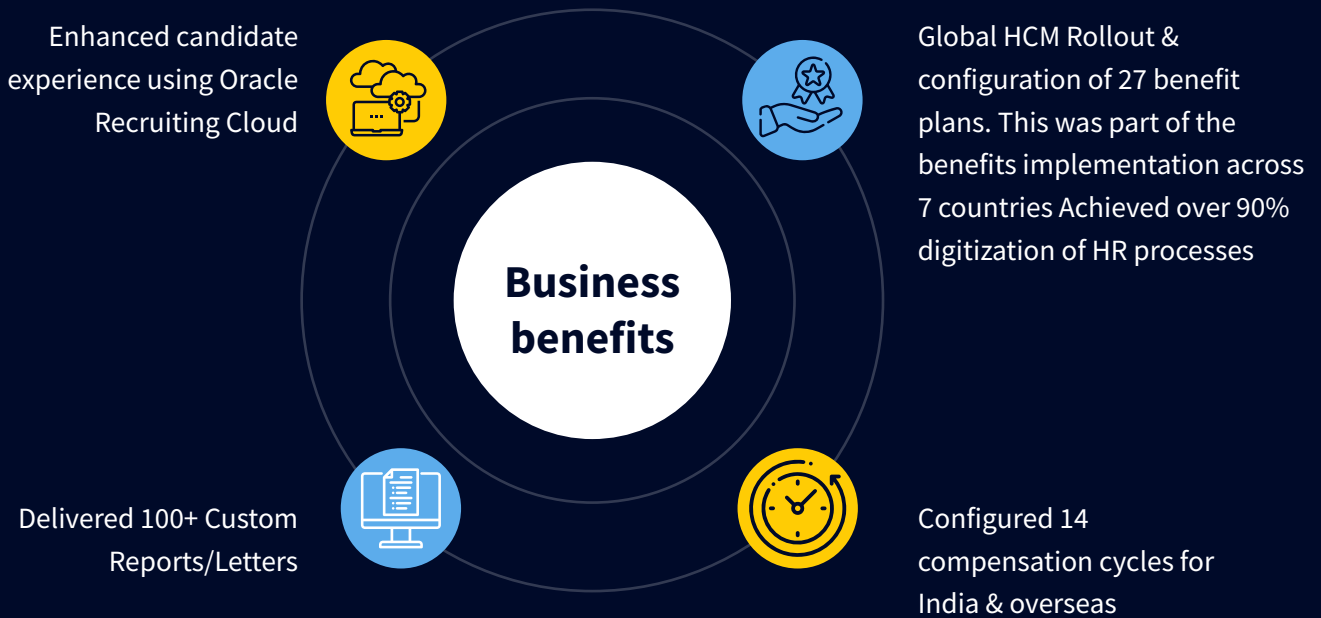 Enhanced candidate
experience using Oracle
Recruiting Cloud
Global HCM Rollout &
configuration of 27 benefit
plans. This was part of the
benefits implementation across
7 countries Achieved over 90%
digitization of HR processes
Business
benefits
Delivered 100+ Custom
Reports/Letters
Configured 14
compensation cycles for
India & overseas